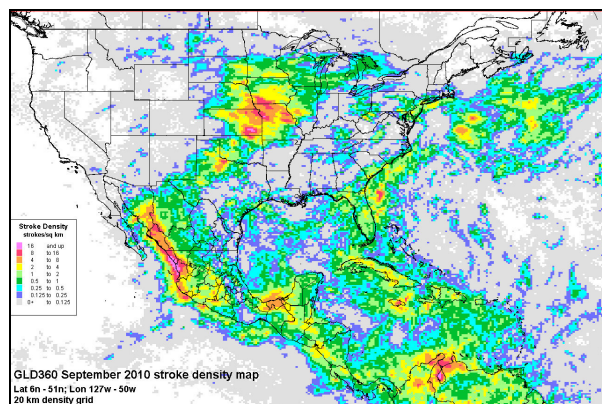 Stroke Density
strokes/sq km
16 and up
8 to 16
4 to 8
2 to 4
1 to 2
0.5 to 1
0.25 to 0.5
0.125 to 0.25
0+ to 0.125
GLD360 September 2010 stroke density map
Lat 6n - 51n; Lon 127w - 50w
20 km density grid